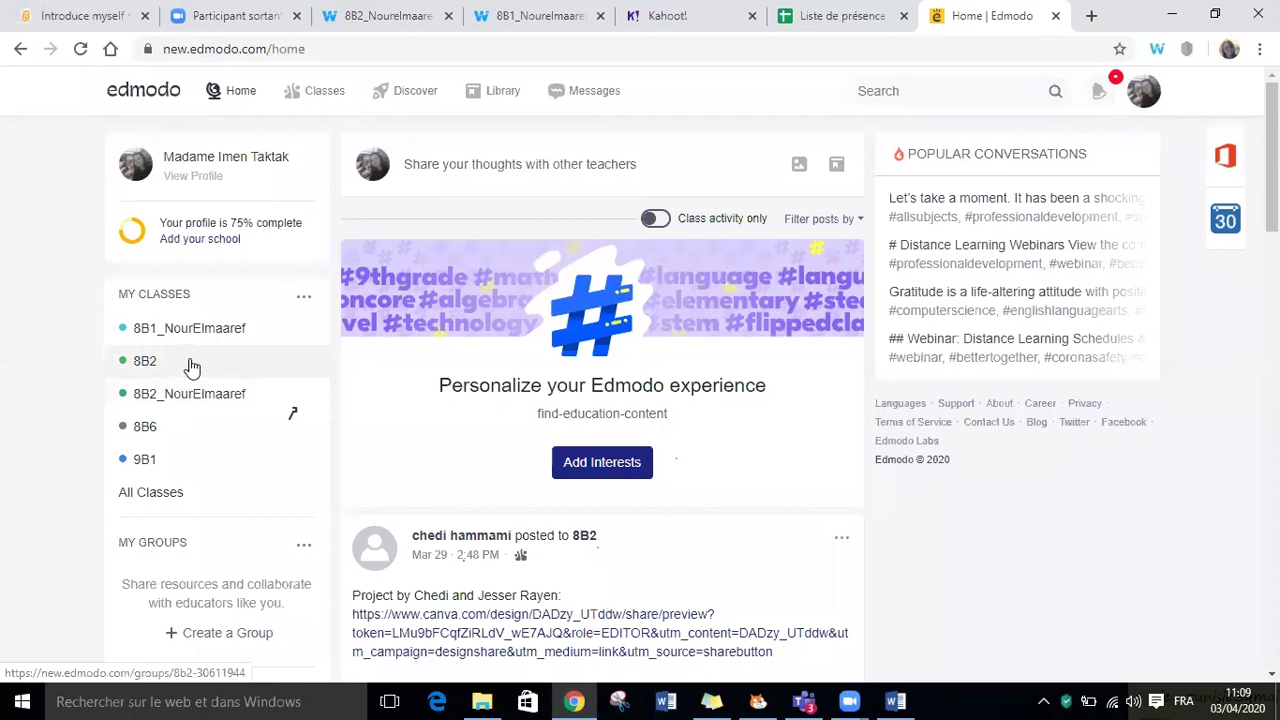 Introduce myself
Participant sortant
8B2_NourElmaare
8B1_NourElmaare
Kahoot!
Liste de présence
Home | Edmodo
new.edmodo.com/home
edmodo
Home
Classes
Discover
Library
Messages
Search
Madame Imen Taktak
View Profile
Your profile is 75% complete
Add your school
MY CLASSES
8B1_NourElmaaref
8B2
8B2_NourElmaaref
8B6
9B1
All Classes
MY GROUPS
Share resources and collaborate
with educators like you.
+ Create a Group
Share your thoughts with other teachers
Class activity only
Filter posts by
#9thgrade #math #language #lang
oncore #algebra #elementary #ste
evel #technology #stem #flippedcla
#
Personalize your Edmodo experience
find-education-content
Add Interests
chedi hammami posted to 8B2
Mar 29 · 2:48 PM ·
Project by Chedi and Jesser Rayen:
https://www.canva.com/design/DADzy_UTddw/share/preview?
token=LMu9bFCqfZiRLdV_wE7AJQ&role=EDITOR&utm_content=DADzy_UTddw&ut
m_campaign=designshare&utm_medium=link&utm_source=sharebutton
POPULAR CONVERSATIONS
Let's take a moment. It has been a shocking
#allsubjects, #professionaldevelopment,
# Distance Learning Webinars View the co
#professionaldevelopment, #webinar, #bette
Gratitude is a life-altering attitude with positi
#computerscience, #englishlanguagearts,
## Webinar: Distance Learning Schedules &
#webinar, #bettertogether, #coronasafety
Languages · Support · About · Career · Privacy ·
Terms of Service · Contact Us · Blog · Twitter · Facebook ·
Edmodo Labs
Edmodo © 2020
30
https://new.edmodo.com/groups/8b2-30611944
Rechercher sur le web et dans Windows
3
FRA
11:09
03/04/2020